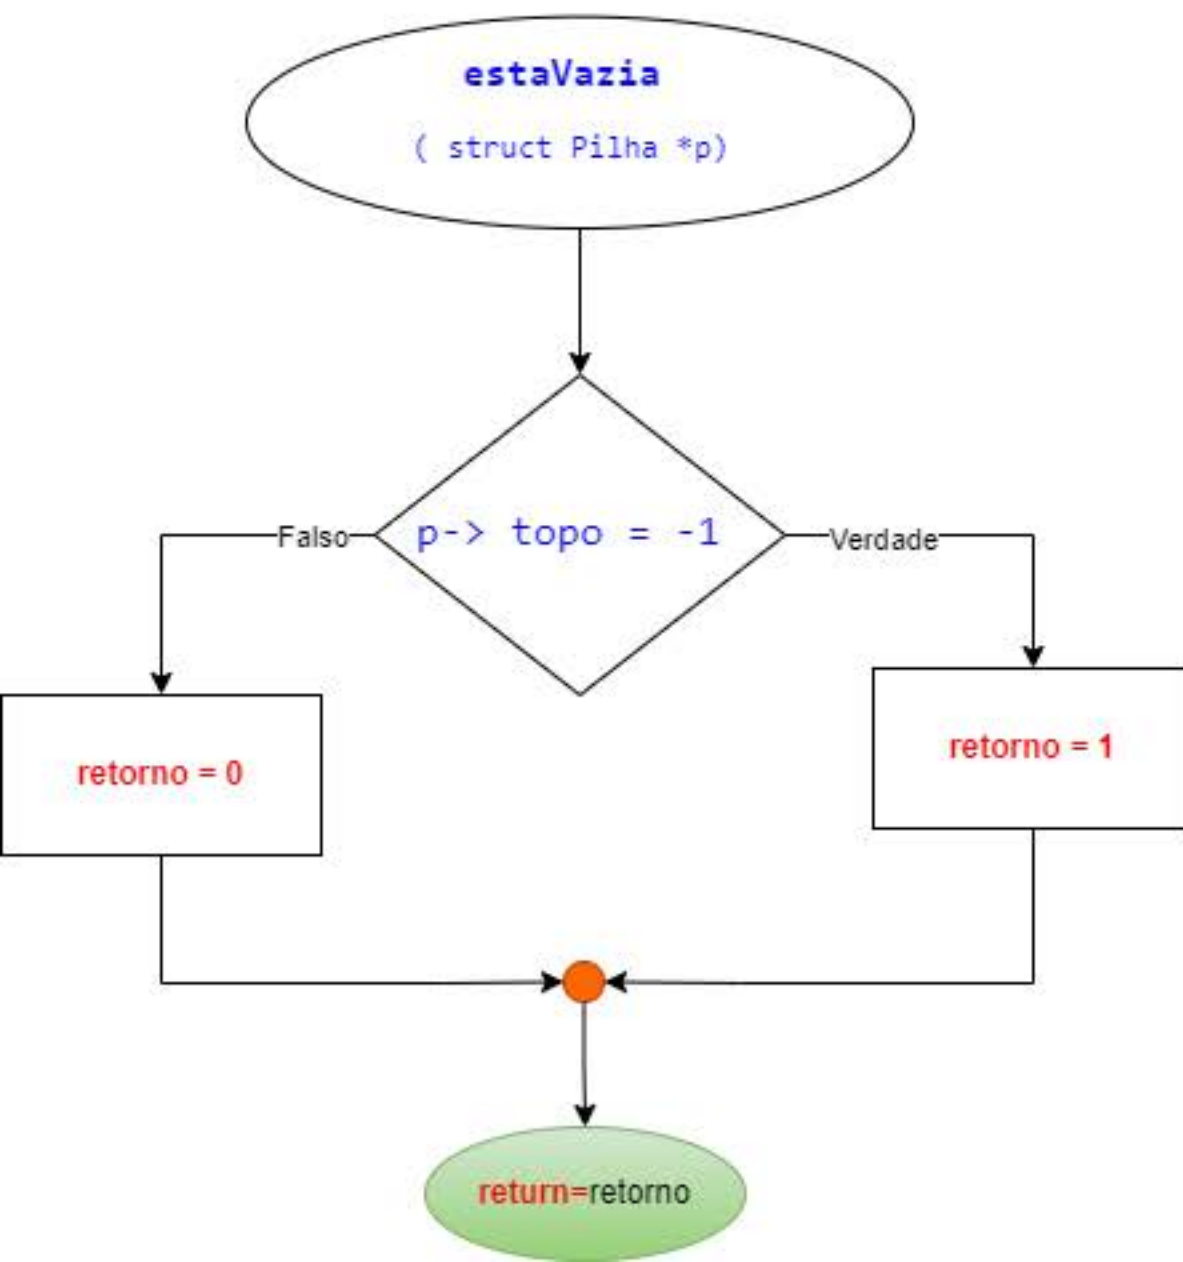 estaVazia
( struct Pilha *p)
Falso
p-> topo = -1
Verdade
retorno = 0
retorno = 1
return=retorno